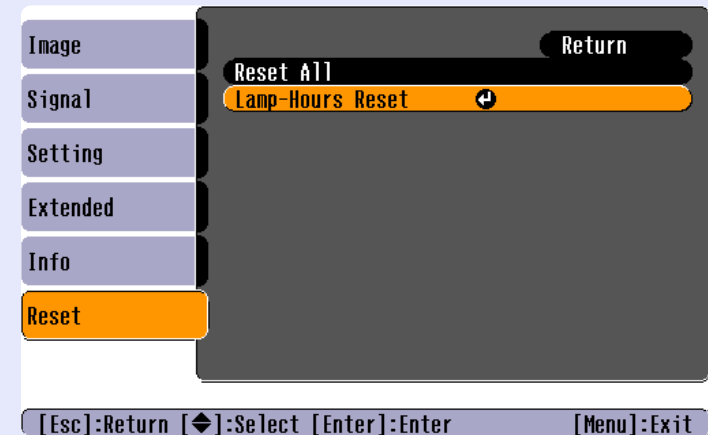 Image
Signal
Setting
Extended
Info
Reset
Return
Reset All
Lamp-Hours Reset
[Esc]:Return [◆]:Select [Enter]:Enter [Menu]:Exit